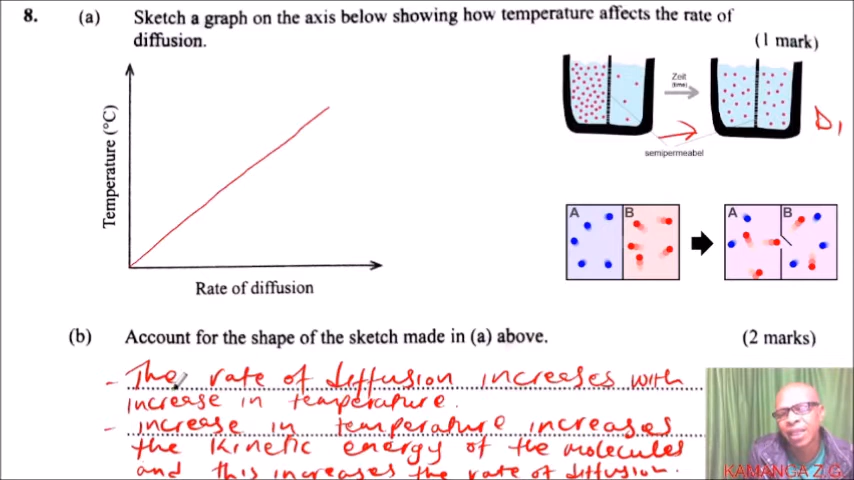 8. (a) Sketch a graph on the axis below showing how temperature affects the rate of
diffusion.
(1 mark)
Temperature (°C)
Rate of diffusion
Zeit
(time)
semipermeabel
D,
A B
A B
(b) Account for the shape of the sketch made in (a) above. (2 marks)
- The rate of diffusion increases with
increase in temperature.
- increase in temperature increases
the kinetic energy of the molecules
and this increases the rate of diffusion.
KAMANGA Z.G